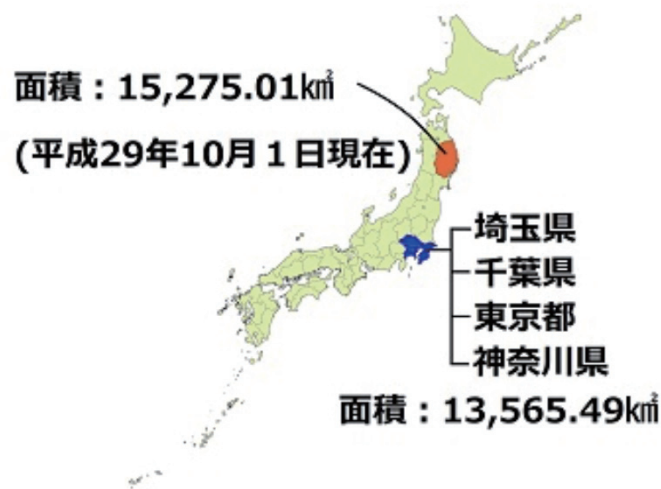 面積：15,275.01㎢
(平成29年10月１日現在)
埼玉県
千葉県
東京都
神奈川県
面積：13,565.49㎢